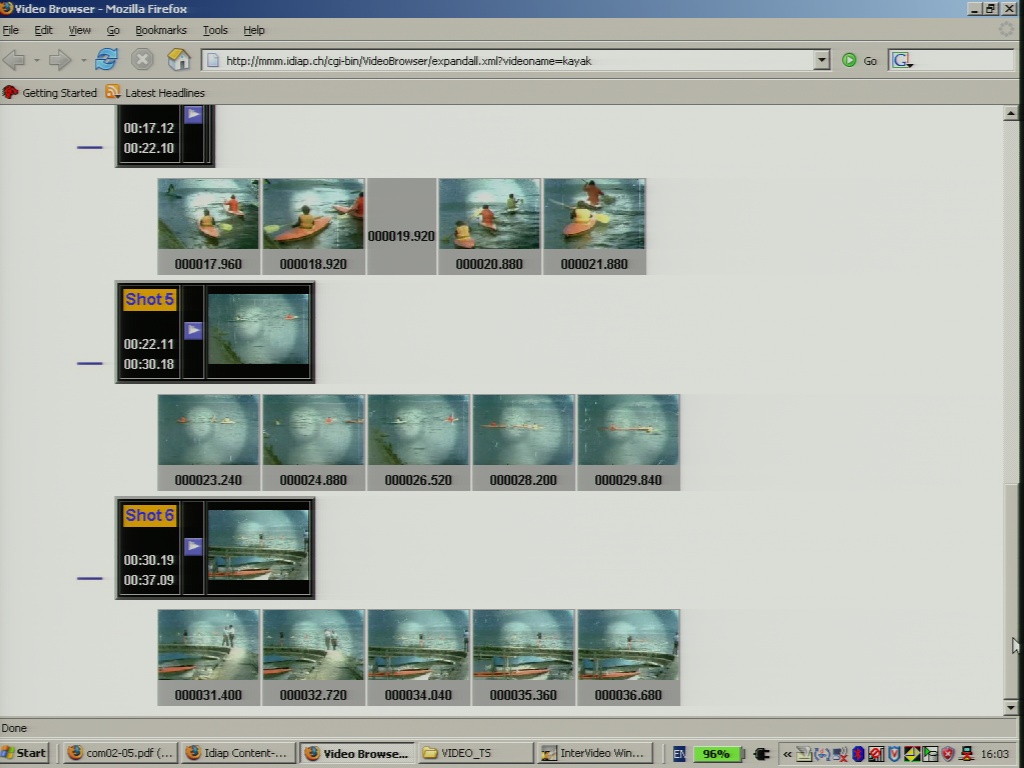 Video Browser - Mozilla Firefox
File Edit View Go Bookmarks Tools Help
http://mmm.idiap.ch/cgi-bin/VideoBrowser/expandall.xml?videoname=kayak
Go
G
Getting Started Latest Headlines
00:17.12
00:22.10
000017.960 000018.920 000019.920 000020.880 000021.880
Shot 5
00:22.11
00:30.18
000023.240 000024.880 000026.520 000028.200 000029.840
Shot 6
00:30.19
00:37.09
000031.400 000032.720 000034.040 000035.360 000036.680
Done
Start com02-05.pdf (... Idiap Content-... Video Browse... VIDEO_TS InterVideo Win... EN 96% « 16:03